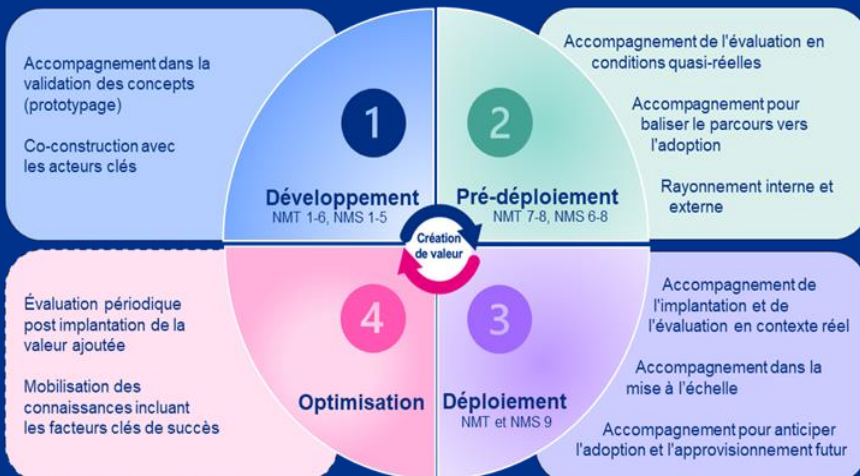 Accompagnement dans la
validation des concepts
(prototypage)
Co-construction avec
les acteurs clés
1
Développement
NMT 1-6, NMS 1-5
2
Pré-déploiement
NMT 7-8, NMS 6-8
Accompagnement de l'évaluation en
conditions quasi-réelles
Accompagnement pour
baliser le parcours vers
l'adoption
Rayonnement interne et
externe
Création
de valeur
Évaluation périodique
post implantation de la
valeur ajoutée
Mobilisation des
connaissances incluant
les facteurs clés de succès
4
Optimisation
3
Déploiement
NMT et NMS 9
Accompagnement de
l'implantation et de
l'évaluation en contexte réel
Accompagnement dans la
mise à l'échelle
Accompagnement pour anticiper
l'adoption et l'approvisionnement futur